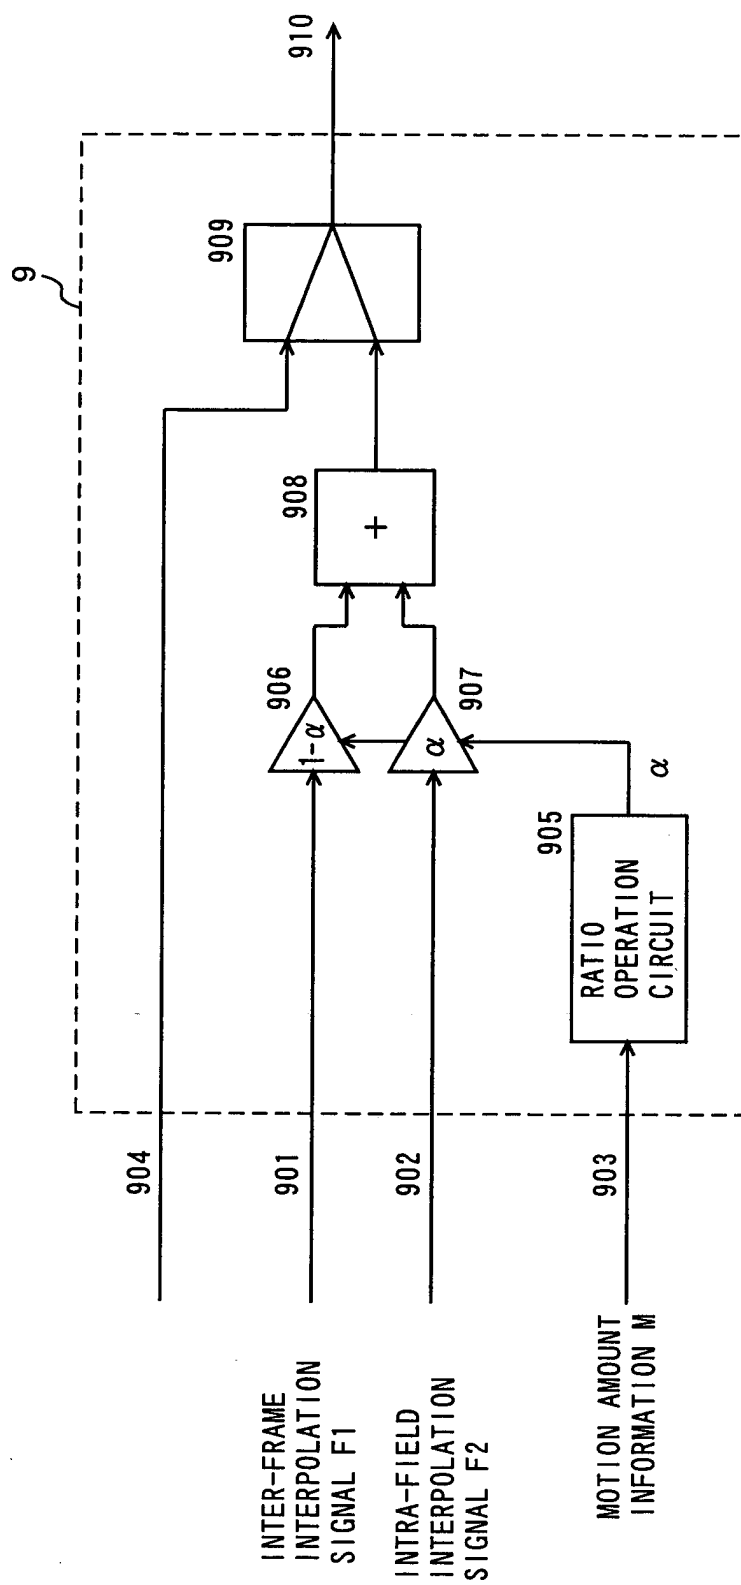 9
904
901
902
903
INTER-FRAME
INTERPOLATION
SIGNAL F1
INTRA-FIELD
INTERPOLATION
SIGNAL F2
MOTION AMOUNT
INFORMATION M
RATIO
OPERATION
CIRCUIT
905
α
1-α
906
α
907
+
908
909
910